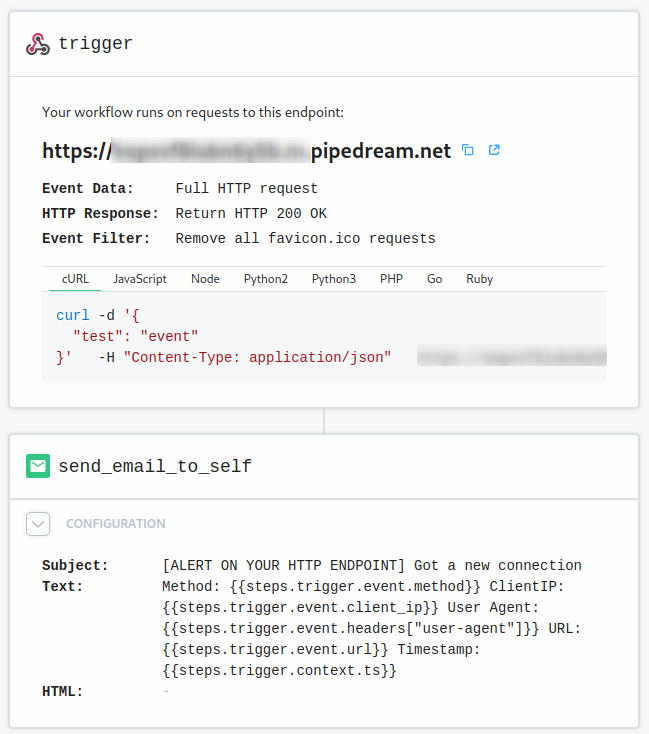 trigger
Your workflow runs on requests to this endpoint:
https:// pipedream.net
Event Data: Full HTTP request
HTTP Response: Return HTTP 200 OK
Event Filter: Remove all favicon.ico requests
cURL JavaScript Node Python2 Python3 PHP Go Ruby
curl -d '{
"test": "event"
}' -H "Content-Type: application/json"
send_email_to_self
CONFIGURATION
Subject: [ALERT ON YOUR HTTP ENDPOINT] Got a new connection
Text: Method: {{steps.trigger.event.method}} ClientIP:
{{steps.trigger.event.client_ip}} User Agent:
{{steps.trigger.event.headers["user-agent"]}} URL:
{{steps.trigger.event.url}} Timestamp:
{{steps.trigger.context.ts}}
HTML: -